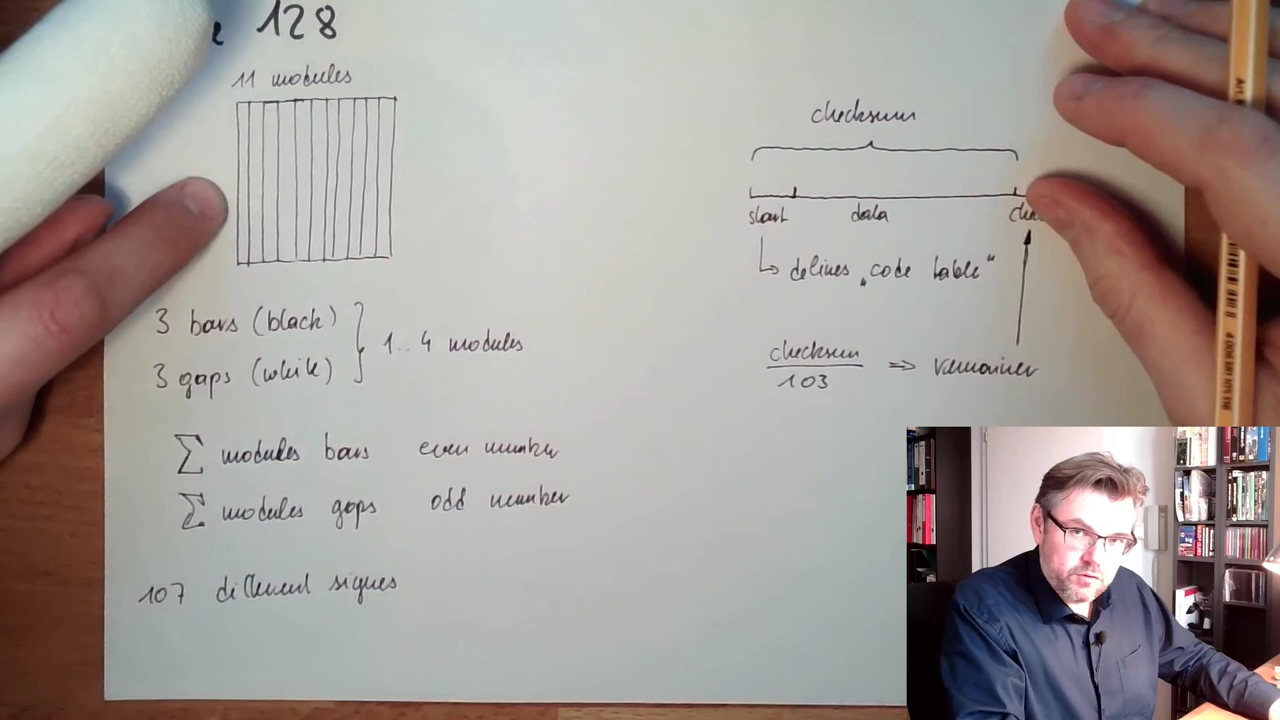 e 128
11 modules
3 bars (black)
3 gaps (white)
1..4 modules
∑ modules bars even number
∑ modules gaps odd number
107 different signes
checksum
start data
↳ defines „code table“
checksum
103
⇒ remainer